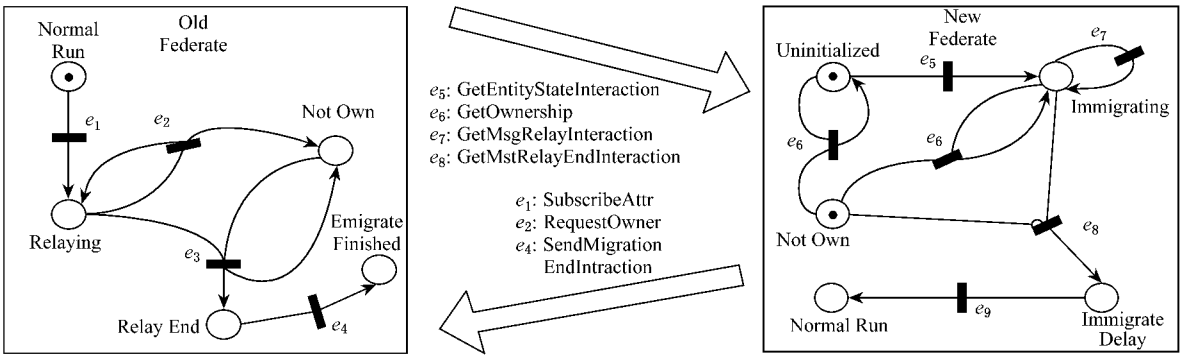 Normal
Run
Old
Federate
e1
e2
Not Own
Relaying
e3
Emigrate
Finished
Relay End
e4
e5: GetEntityStateInteraction
e6: GetOwnership
e7: GetMsgRelayInteraction
e8: GetMstRelayEndInteraction
e1: SubscribeAttr
e2: RequestOwner
e4: SendMigration
EndIntraction
New
Federate
Uninitialized
e5
e7
Immigrating
e6
e6
Not Own
e8
Normal Run
e9
Immigrate
Delay